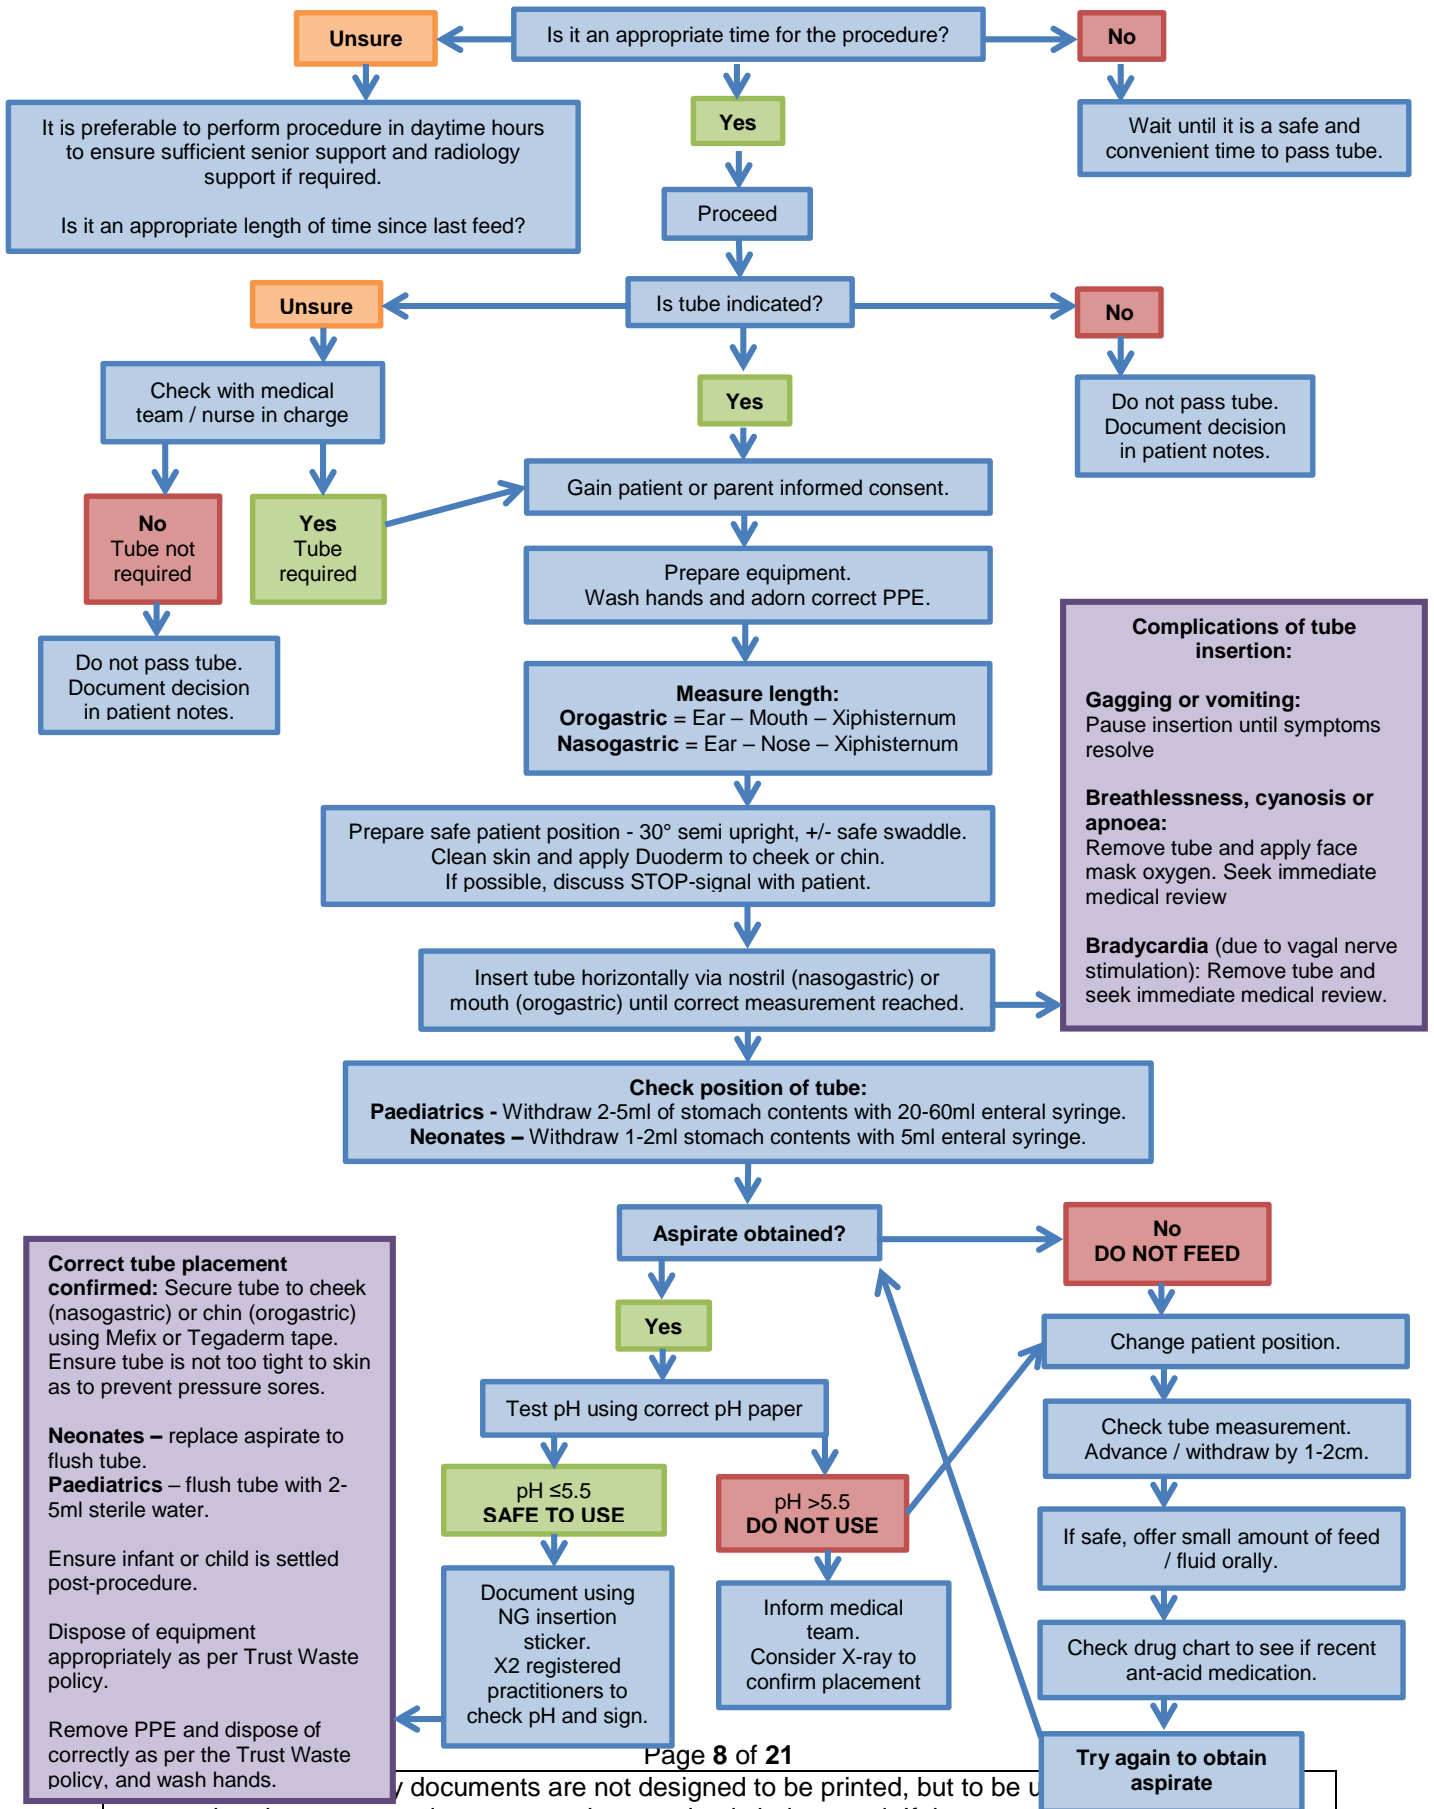 Is it an appropriate time for the procedure?
Unsure
No
Yes
It is preferable to perform procedure in daytime hours
to ensure sufficient senior support and radiology
support if required.
Is it an appropriate length of time since last feed?
Wait until it is a safe and
convenient time to pass tube.
Proceed
Is tube indicated?
Unsure
No
Yes
Check with medical
team / nurse in charge
Do not pass tube.
Document decision
in patient notes.
No
Tube not
required
Yes
Tube
required
Do not pass tube.
Document decision
in patient notes.
Gain patient or parent informed consent.
Prepare equipment.
Wash hands and adorn correct PPE.
Measure length:
Orogastric = Ear – Mouth – Xiphisternum
Nasogastric = Ear – Nose – Xiphisternum
Prepare safe patient position - 30° semi upright, +/- safe swaddle.
Clean skin and apply Duoderm to cheek or chin.
If possible, discuss STOP-signal with patient.
Insert tube horizontally via nostril (nasogastric) or
mouth (orogastric) until correct measurement reached.
Complications of tube
insertion:
Gagging or vomiting:
Pause insertion until symptoms
resolve
Breathlessness, cyanosis or
apnoea:
Remove tube and apply face
mask oxygen. Seek immediate
medical review
Bradycardia (due to vagal nerve
stimulation): Remove tube and
seek immediate medical review.
Check position of tube:
Paediatrics - Withdraw 2-5ml of stomach contents with 20-60ml enteral syringe.
Neonates – Withdraw 1-2ml stomach contents with 5ml enteral syringe.
Aspirate obtained?
No
DO NOT FEED
Yes
Change patient position.
Check tube measurement.
Advance / withdraw by 1-2cm.
If safe, offer small amount of feed
/ fluid orally.
Check drug chart to see if recent
ant-acid medication.
Try again to obtain
aspirate
Test pH using correct pH paper
pH ≤5.5
SAFE TO USE
pH >5.5
DO NOT USE
Document using
NG insertion
sticker.
X2 registered
practitioners to
check pH and sign.
Inform medical
team.
Consider X-ray to
confirm placement
Correct tube placement
confirmed: Secure tube to cheek
(nasogastric) or chin (orogastric)
using Mefix or Tegaderm tape.
Ensure tube is not too tight to skin
as to prevent pressure sores.
Neonates – replace aspirate to
flush tube.
Paediatrics – flush tube with 2-
5ml sterile water.
Ensure infant or child is settled
post-procedure.
Dispose of equipment
appropriately as per Trust Waste
policy.
Remove PPE and dispose of
correctly as per the Trust Waste
policy, and wash hands.
Page 8 of 21
documents are not designed to be printed, but to be